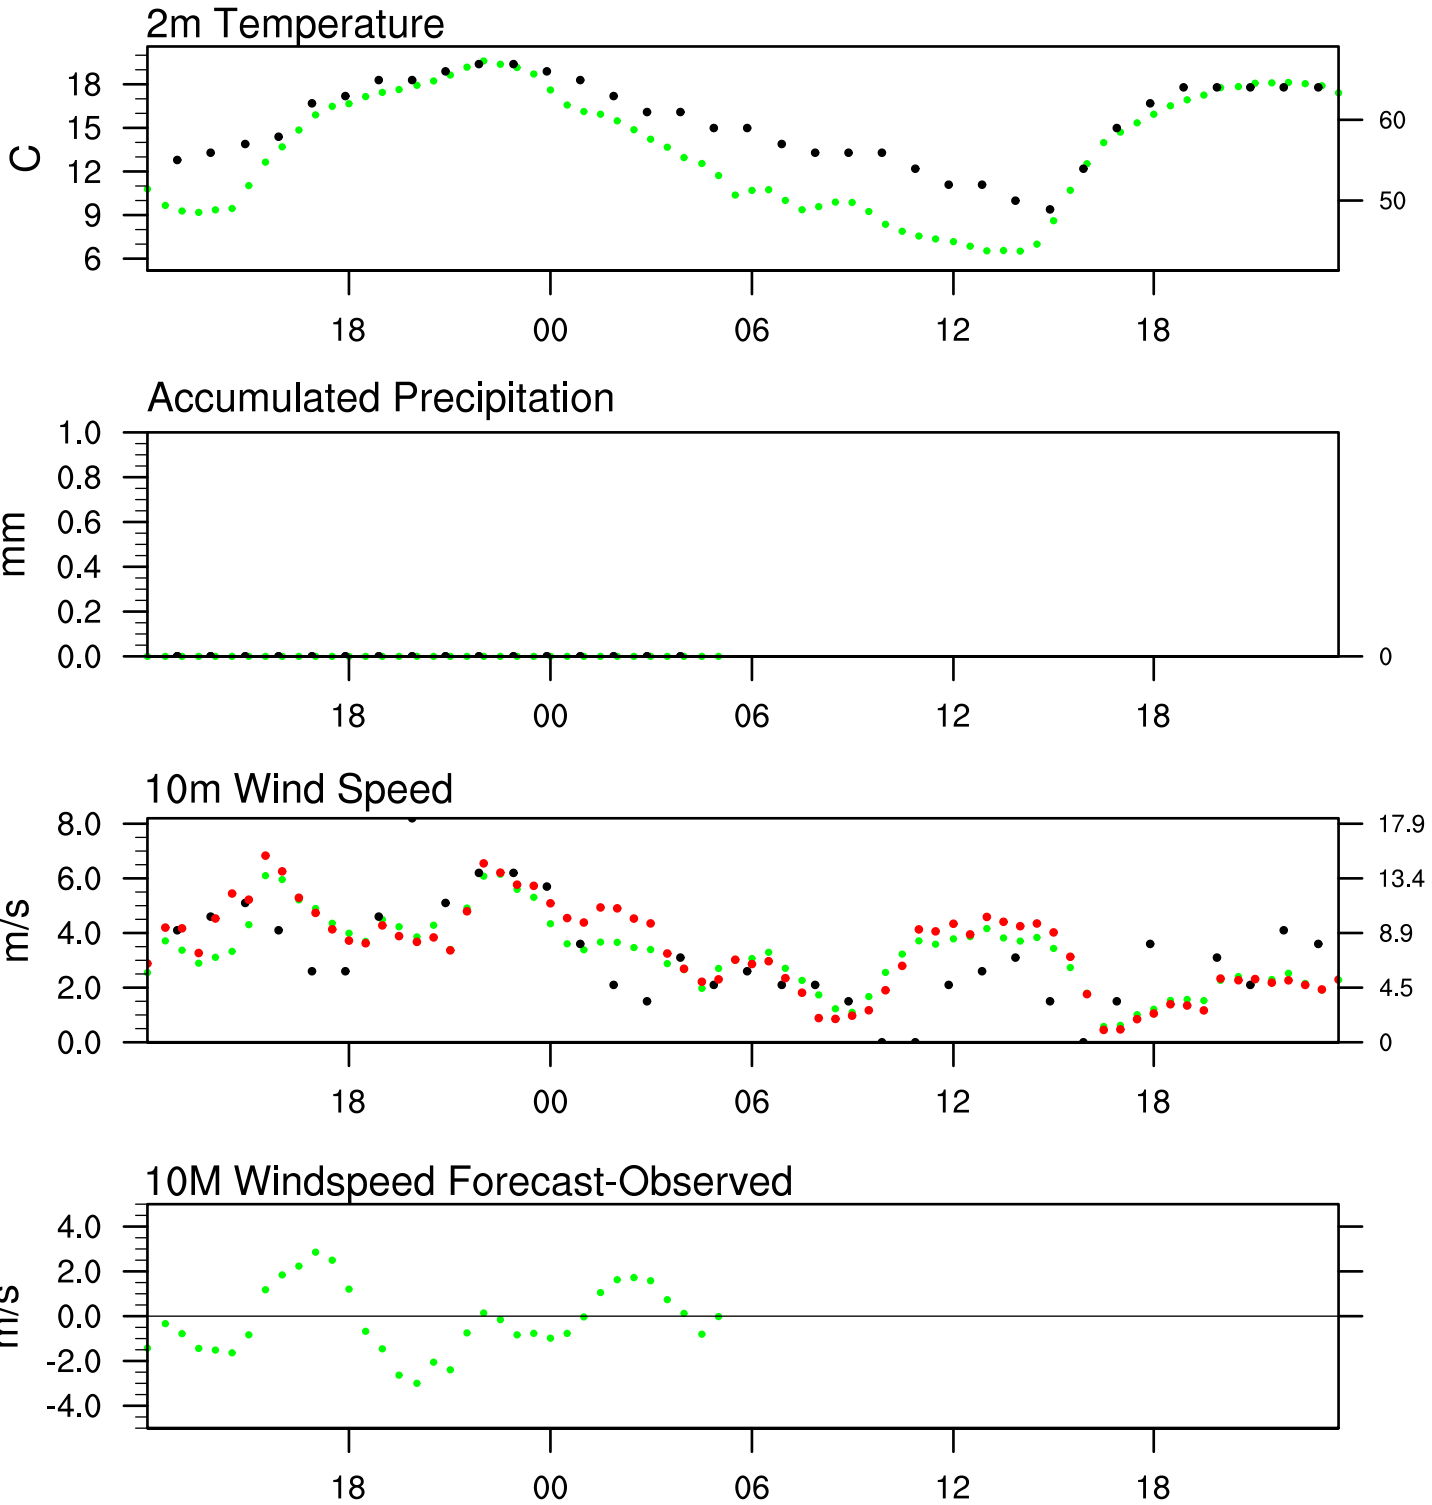 2m Temperature
18
15
12
9
6
C
60
50
18 00 06 12 18
Accumulated Precipitation
1.0
0.8
0.6
0.4
0.2
0.0
mm
0
18 00 06 12 18
10m Wind Speed
8.0
6.0
4.0
2.0
0.0
m/s
17.9
13.4
8.9
4.5
0
18 00 06 12 18
10M Windspeed Forecast-Observed
4.0
2.0
0.0
-2.0
-4.0
m/s
18 00 06 12 18